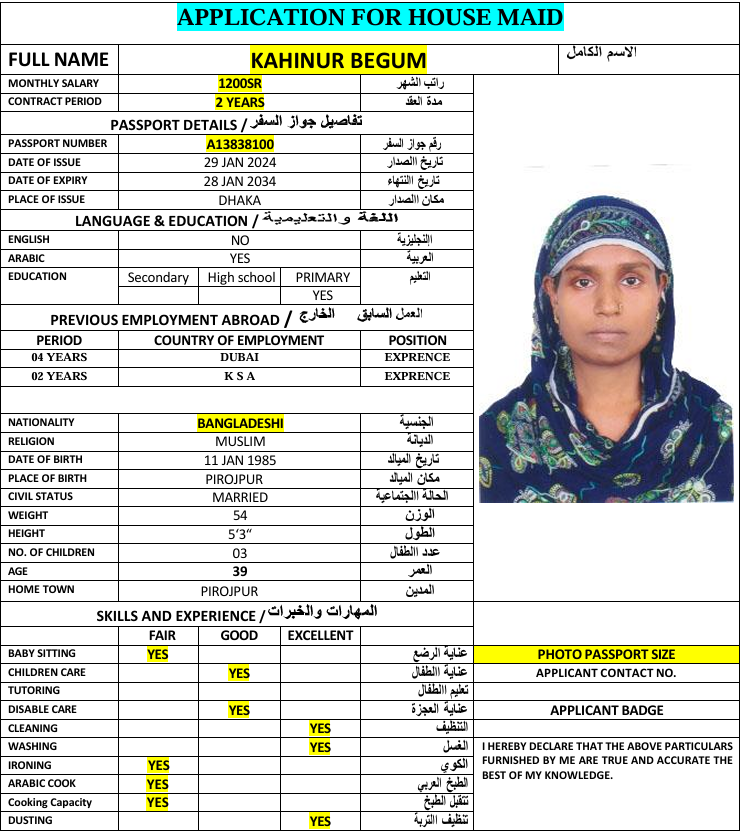 APPLICATION FOR HOUSE MAID
FULL NAME KAHINUR BEGUM الاسم الكامل
MONTHLY SALARY 1200SR راتب الشهر
CONTRACT PERIOD 2 YEARS مدة العقد
PASSPORT DETAILS / تفاصيل جواز السفر
PASSPORT NUMBER A13838100 رقم جواز السفر
DATE OF ISSUE 29 JAN 2024 تاريخ االصدار
DATE OF EXPIRY 28 JAN 2034 تاريخ االنتهاء
PLACE OF ISSUE DHAKA مكان االصدار
LANGUAGE & EDUCATION / اللغة والتعليمية
ENGLISH NO اإلنجليزية
ARABIC YES العربية
EDUCATION Secondary High school PRIMARY التعليم
YES
PREVIOUS EMPLOYMENT ABROAD / العمل السابق الخارج
PERIOD COUNTRY OF EMPLOYMENT POSITION
04 YEARS DUBAI EXPRENCE
02 YEARS K S A EXPRENCE
NATIONALITY BANGLADESHI الجنسية
RELIGION MUSLIM الديانة
DATE OF BIRTH 11 JAN 1985 تاريخ الميالد
PLACE OF BIRTH PIROJPUR مكان الميالد
CIVIL STATUS MARRIED الحالة االجتماعية
WEIGHT 54 الوزن
HEIGHT 5‘3“ الطول
NO. OF CHILDREN 03 عدد االطفال
AGE 39 العمر
HOME TOWN PIROJPUR المدين
SKILLS AND EXPERIENCE / المهارات والخبرات
FAIR GOOD EXCELLENT
BABY SITTING YES عناية الرضع PHOTO PASSPORT SIZE
CHILDREN CARE YES عناية االطفال APPLICANT CONTACT NO.
TUTORING تعليم االطفال
DISABLE CARE YES عناية العجزة APPLICANT BADGE
CLEANING YES التنظيف
WASHING YES الغسل I HEREBY DECLARE THAT THE ABOVE PARTICULARS
IRONING YES الكوي FURNISHED BY ME ARE TRUE AND ACCURATE THE
ARABIC COOK YES الطبخ العربي BEST OF MY KNOWLEDGE.
Cooking Capacity YES تتقبل الطبخ
DUSTING YES تنظيف االتربة